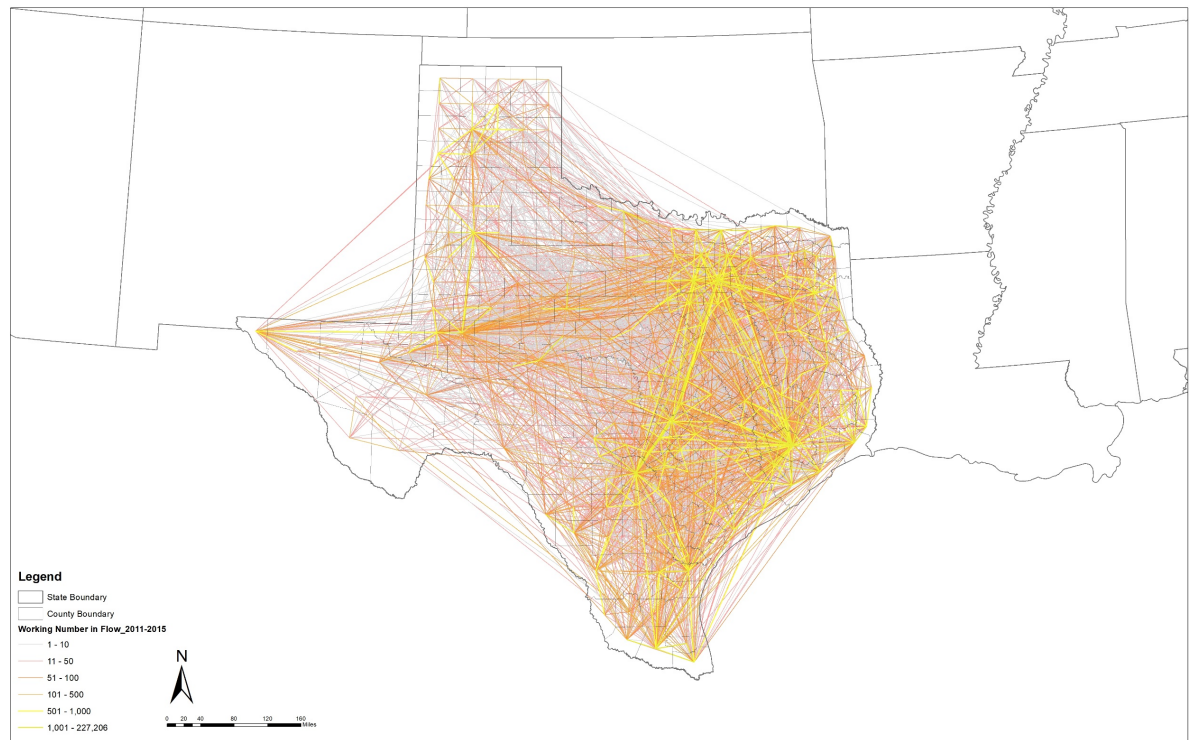 Legend
State Boundary
County Boundary
Working Number in Flow_2011-2015
1 - 10
11 - 50
51 - 100
101 - 500
501 - 1,000
1,001 - 227,206
N
0 20 40 80 120 160
Miles